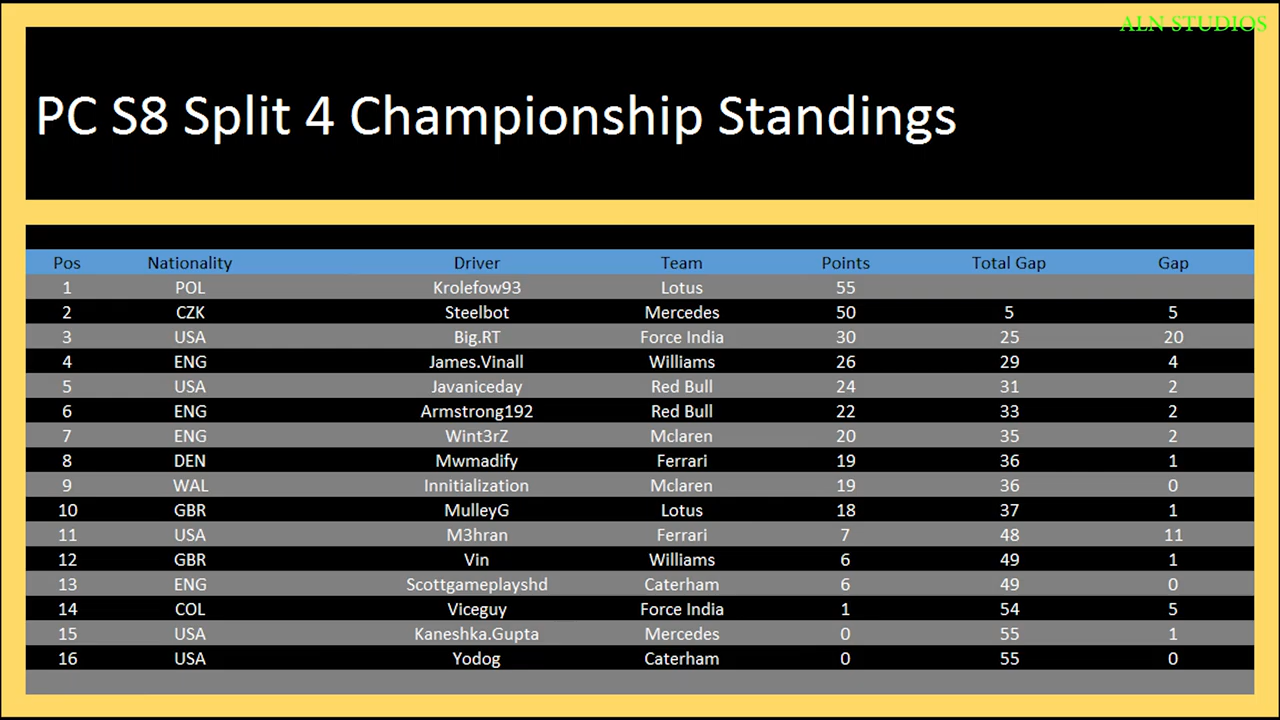 ALN STUDIOS
PC S8 Split 4 Championship Standings
Pos Nationality Driver Team Points Total Gap Gap
1 POL Krolefow93 Lotus 55
2 CZK Steelbot Mercedes 50 5 5
3 USA Big.RT Force India 30 25 20
4 ENG James.Vinall Williams 26 29 4
5 USA Javaniceday Red Bull 24 31 2
6 ENG Armstrong192 Red Bull 22 33 2
7 ENG Wint3rZ Mclaren 20 35 2
8 DEN Mwmadify Ferrari 19 36 1
9 WAL Innitialization Mclaren 19 36 0
10 GBR MulleyG Lotus 18 37 1
11 USA M3hran Ferrari 7 48 11
12 GBR Vin Williams 6 49 1
13 ENG Scottgameplayshd Caterham 6 49 0
14 COL Viceguy Force India 1 54 5
15 USA Kaneshka.Gupta Mercedes 0 55 1
16 USA Yodog Caterham 0 55 0